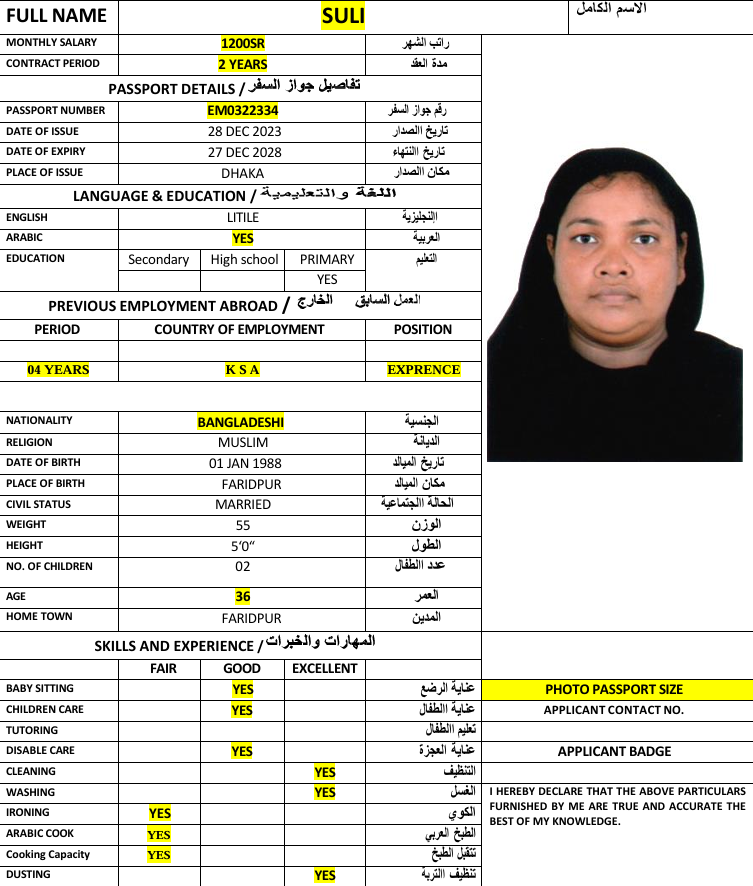 FULL NAME SULI الاسم الكامل
MONTHLY SALARY 1200SR راتب الشهر
CONTRACT PERIOD 2 YEARS مدة العقد
PASSPORT DETAILS / تفاصيل جواز السفر
PASSPORT NUMBER EM0322334 رقم جواز السفر
DATE OF ISSUE 28 DEC 2023 تاريخ االصدار
DATE OF EXPIRY 27 DEC 2028 تاريخ االنتهاء
PLACE OF ISSUE DHAKA مكان االصدار
LANGUAGE & EDUCATION / اللغة والتعليمية
ENGLISH LITILE اإلنجليزية
ARABIC YES العربية
EDUCATION Secondary High school PRIMARY التعليم
YES
PREVIOUS EMPLOYMENT ABROAD / العمل السابق الخارج
PERIOD COUNTRY OF EMPLOYMENT POSITION
04 YEARS K S A EXPRENCE
NATIONALITY BANGLADESHI الجنسية
RELIGION MUSLIM الديانة
DATE OF BIRTH 01 JAN 1988 تاريخ الميالد
PLACE OF BIRTH FARIDPUR مكان الميالد
CIVIL STATUS MARRIED الحالة االجتماعية
WEIGHT 55 الوزن
HEIGHT 5‘0“ الطول
NO. OF CHILDREN 02 عدد االطفال
AGE 36 العمر
HOME TOWN FARIDPUR المدين
SKILLS AND EXPERIENCE / المهارات والخبرات
FAIR GOOD EXCELLENT
BABY SITTING YES عناية الرضع
PHOTO PASSPORT SIZE
CHILDREN CARE YES عناية االطفال
APPLICANT CONTACT NO.
TUTORING تعليم االطفال
DISABLE CARE YES عناية العجزة
APPLICANT BADGE
CLEANING YES التنظيف
WASHING YES الغسل
IRONING YES الكوي
ARABIC COOK YES الطبخ العربي
Cooking Capacity YES تتقبل الطبخ
DUSTING YES تنظيف االتربة
I HEREBY DECLARE THAT THE ABOVE PARTICULARS
FURNISHED BY ME ARE TRUE AND ACCURATE THE
BEST OF MY KNOWLEDGE.